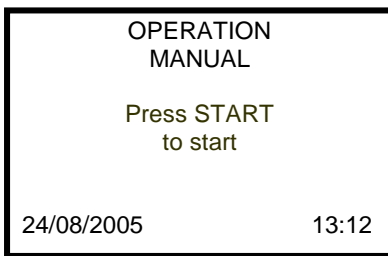 OPERATION
MANUAL
Press START
to start
24/08/2005 13:12